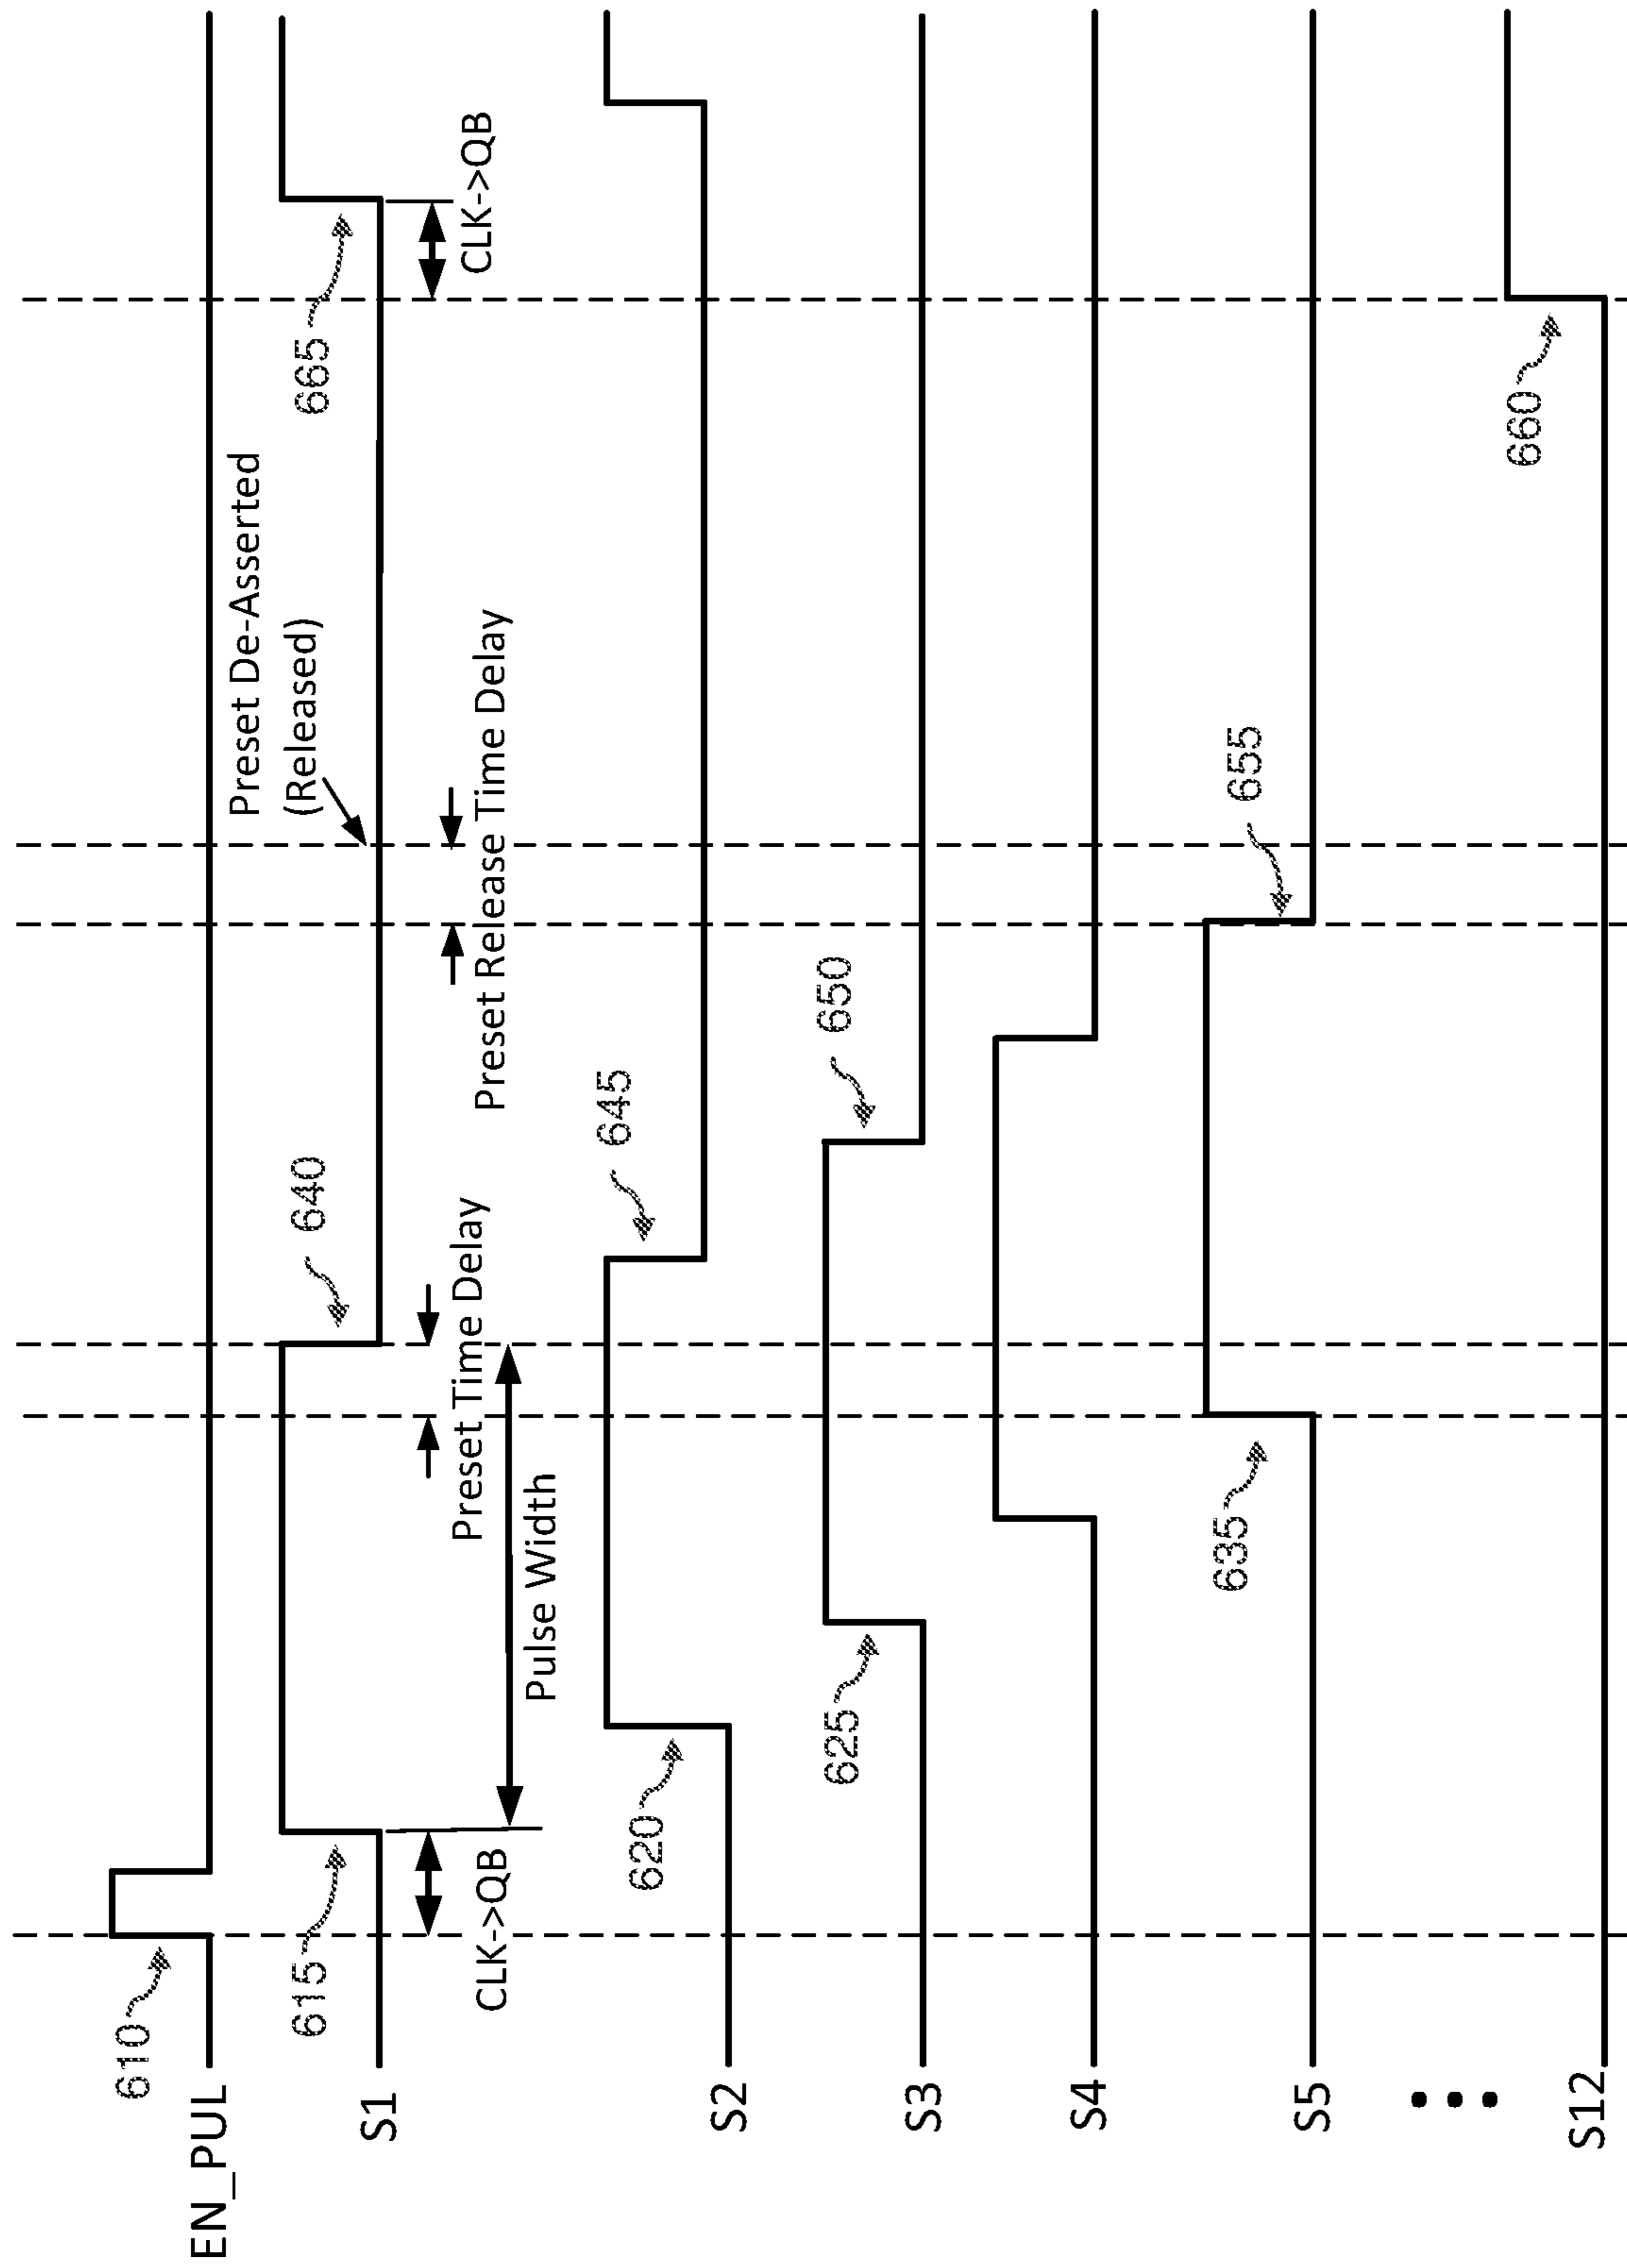 610
EN_PUL
Preset De-Asserted
(Released)
S1
615
640
665
CLK->QB
Preset Time Delay
Preset Release Time Delay
CLK->QB
Pulse Width
S2
620
645
S3
625
650
S4
S5
635
655
S12
660